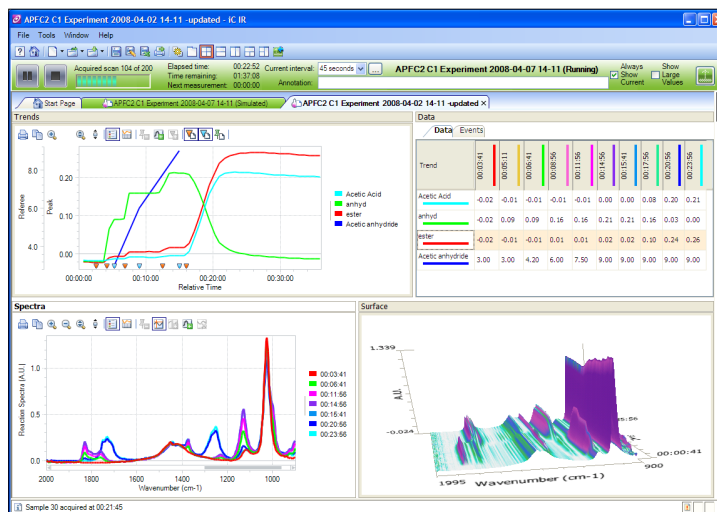 APFC2 C1 Experiment 2008-04-02 14-11 -updated - iC IR
File Tools Window Help
Acquired scan 104 of 200
Elapsed time: 00:22:52
Time remaining: 01:37:08
Next measurement: 00:00:00
Current interval: 45 seconds ...
Annotation:
APFC2 C1 Experiment 2008-04-07 14-11 (Running)
Always Show Current
Show Large Values
Start Page
APFC2 C1 Experiment 2008-04-07 14-11 (Simulated)
APFC2 C1 Experiment 2008-04-02 14-11 -updated
Trends
Referee
8.0
6.0
4.0
Peak
0.20
0.10
0.00
00:00:00 00:10:00 00:20:00 00:30:00
Relative Time
Acetic Acid
anhyd
ester
Acetic anhydride
Data
Data Events
Trend 00:03:41 00:05:11 00:06:41 00:08:56 00:11:56 00:14:56 00:15:41 00:17:56 00:20:56 00:23:56
Acetic Acid -0.02 -0.01 -0.01 -0.01 -0.01 0.00 0.00 0.08 0.20 0.21
anhyd -0.02 0.09 0.09 0.16 0.16 0.21 0.21 0.16 0.03 0.00
ester -0.02 -0.01 -0.01 0.01 0.01 0.02 0.02 0.10 0.24 0.26
Acetic anhydride 3.00 3.00 4.20 6.00 7.50 9.00 9.00 9.00 9.00 9.00
Spectra
Reaction Spectra (A.U.)
1.0
0.5
0.0
2000 1800 1600 1400 1200 1000
Wavenumber (cm-1)
00:03:41
00:06:41
00:11:56
00:14:56
00:15:41
00:20:56
00:23:56
Surface
1.339
A.U.
-0.024
1995 Wavenumber (cm-1) 900
00:00:41
Sample 30 acquired at 00:21:45